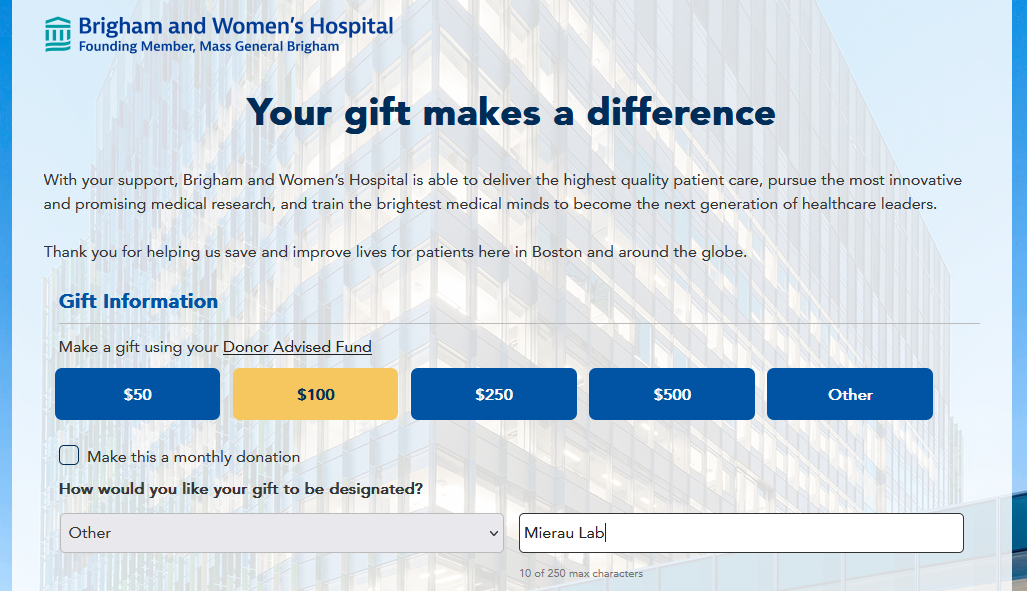 Brigham and Women's Hospital
Founding Member, Mass General Brigham
Your gift makes a difference
With your support, Brigham and Women's Hospital is able to deliver the highest quality patient care, pursue the most innovative
and promising medical research, and train the brightest medical minds to become the next generation of healthcare leaders.
Thank you for helping us save and improve lives for patients here in Boston and around the globe.
Gift Information
Make a gift using your Donor Advised Fund
$50 $100 $250 $500 Other
Make this a monthly donation
How would you like your gift to be designated?
Other Mierau Lab
10 of 250 max characters